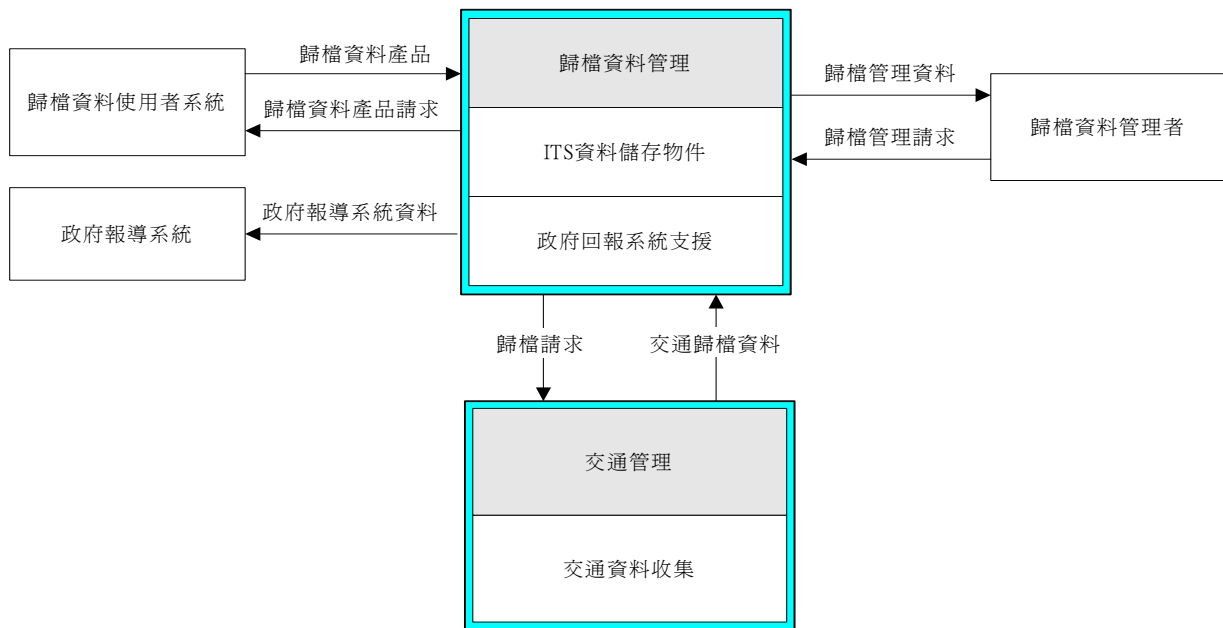 歸檔資料產品
歸檔資料管理
歸檔管理資料
歸檔資料使用者系統
歸檔資料產品請求
歸檔資料管理者
歸檔管理請求
ITS資料儲存物件
政府報導系統資料
政府報導系統
政府回報系統支援
歸檔請求
交通歸檔資料
交通管理
交通資料收集